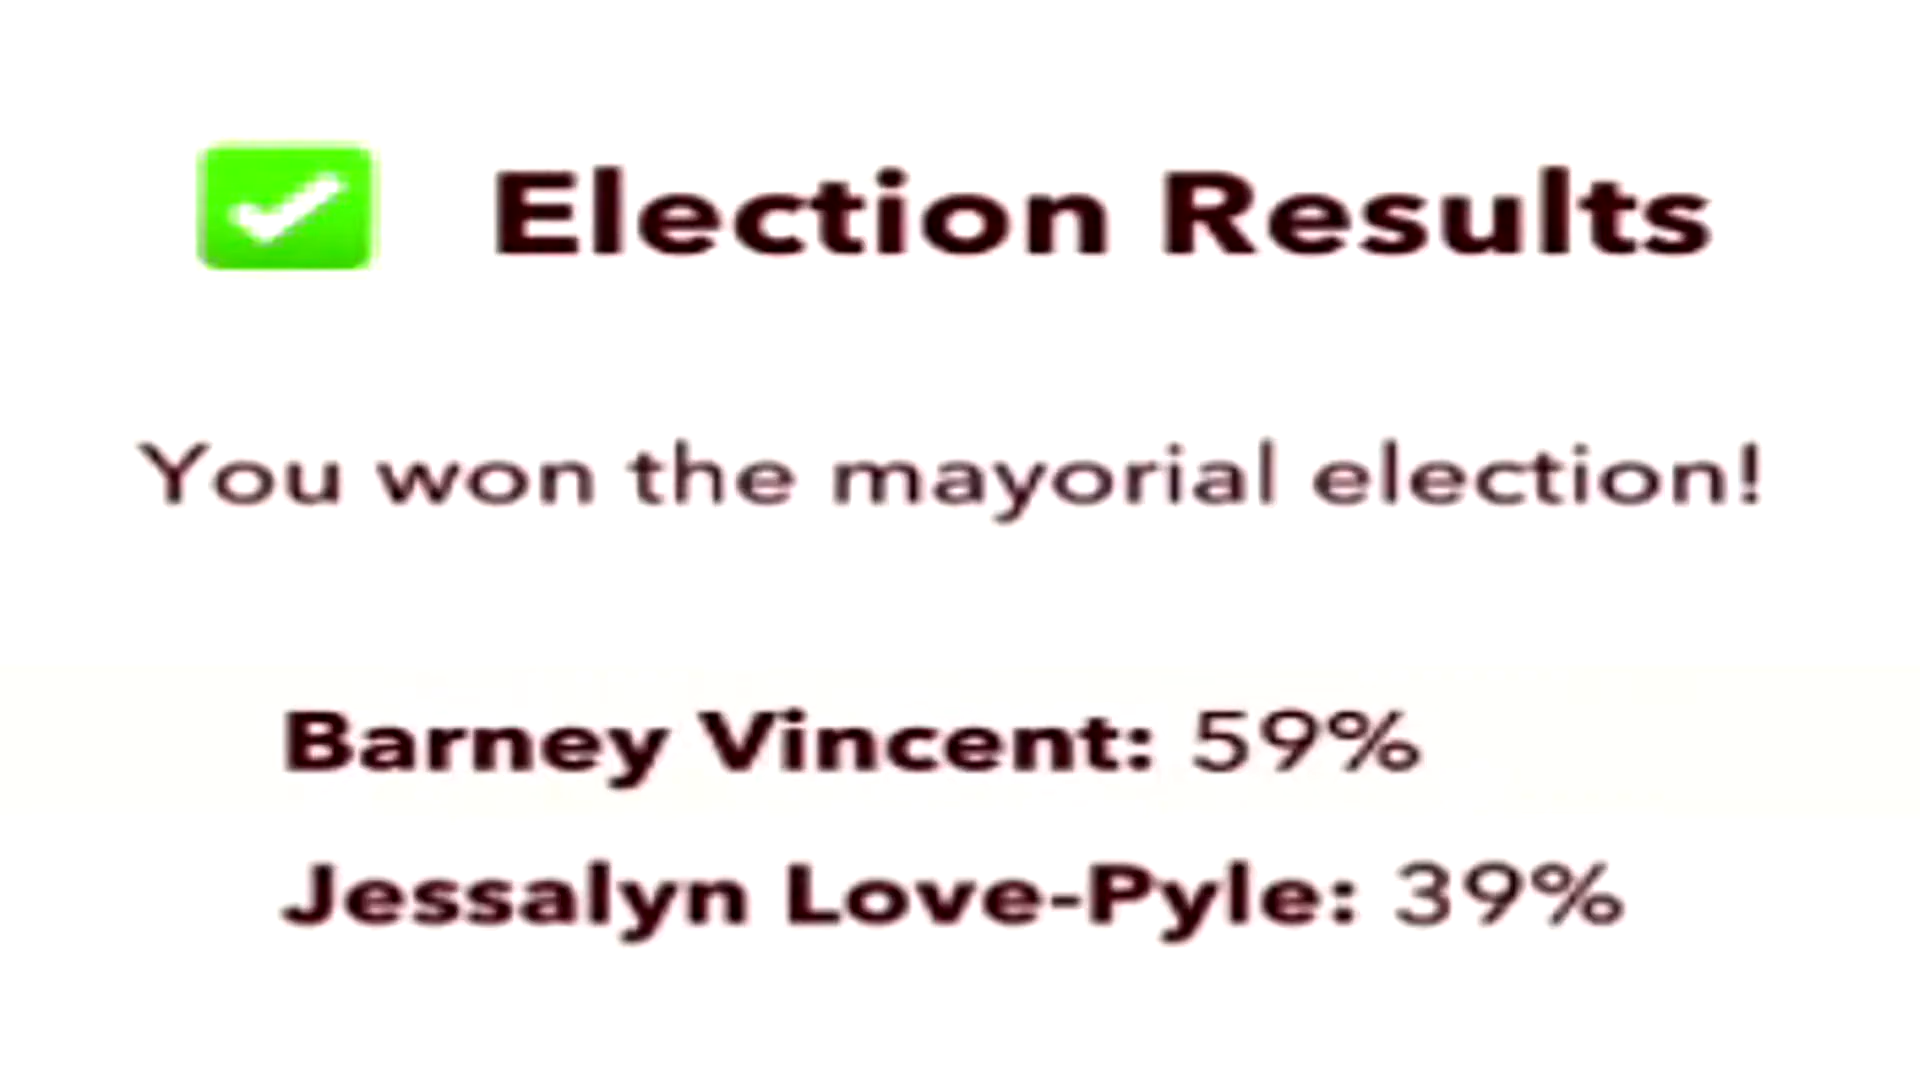 Election Results
You won the mayorial election!
Barney Vincent: 59%
Jessalyn Love-Pyle: 39%